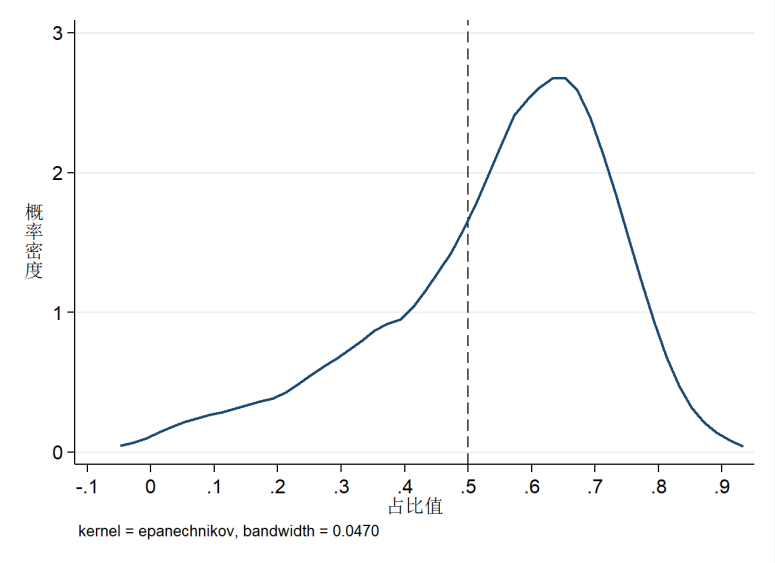 3
2
1
0
概率密度
-.1 0 .1 .2 .3 .4 .5 .6 .7 .8 .9
占比值
kernel = epanechnikov, bandwidth = 0.0470